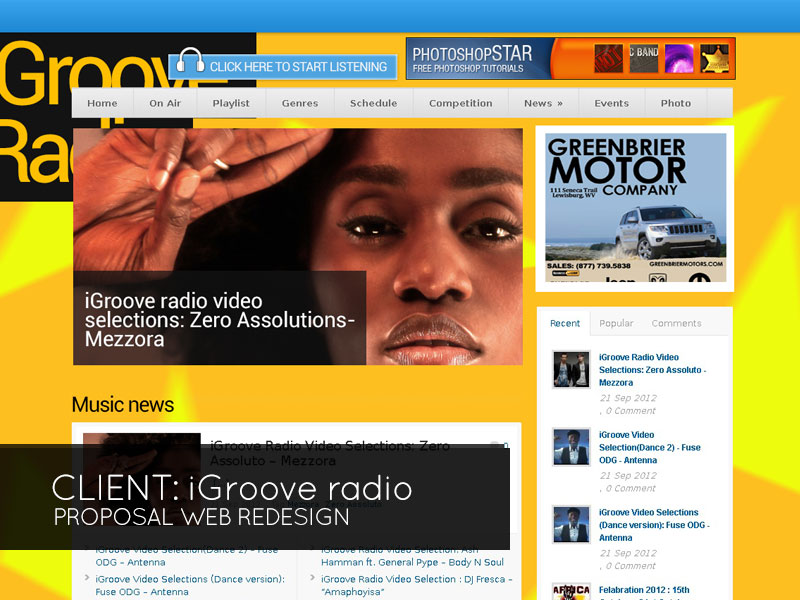 iGroove
Radio
CLICK HERE TO START LISTENING
PHOTOSHOPSTAR
FREE PHOTOSHOP TUTORIALS
HOT
C BAND
Home
On Air
Playlist
Genres
Schedule
Competition
News »
Events
Photo
iGroove radio video
selections: Zero Assolutions-
Mezzora
GREENBRIER
MOTOR
COMPANY
111 Seneca Trail
Lewisburg, WV
GREENBRIERMOTORS.COM
SALES: (877) 739.5838
Jeep
Recent
Popular
Comments
iGroove Radio Video
Selections: Zero Assoluto -
Mezzora
21 Sep 2012
, 0 Comment
iGroove Video
Selection(Dance 2) - Fuse
ODG - Antenna
21 Sep 2012
, 0 Comment
iGroove Video Selections
(Dance version): Fuse ODG -
Antenna
21 Sep 2012
, 0 Comment
AFRICA
Felabration 2012 : 15th
Music news
iGroove Radio Video Selections: Zero
Assoluto – Mezzora
0
CLIENT: iGroove radio
PROPOSAL WEB REDESIGN
iGroove Video Selection(Dance 2) - Fuse
ODG – Antenna
iGroove Video Selections (Dance version):
Fuse ODG – Antenna
iGroove Radio Video Selection: Ash
Hamman ft. General Pype – Body N Soul
iGroove Radio Video Selection : DJ Fresca –
"Amaphoyisa"